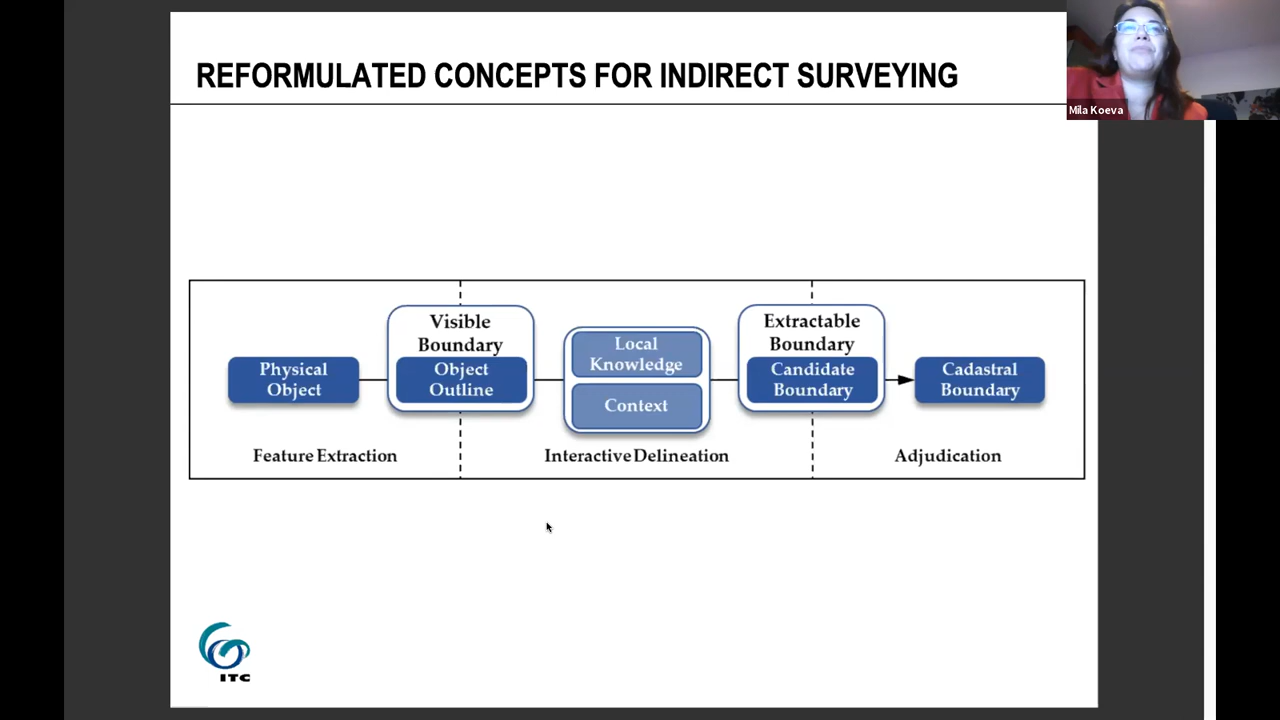 REFORMULATED CONCEPTS FOR INDIRECT SURVEYING
Mila Koeva
Physical
Object
Visible
Boundary
Object
Outline
Local
Knowledge
Context
Extractable
Boundary
Candidate
Boundary
Cadastral
Boundary
Feature Extraction
Interactive Delineation
Adjudication
ITC